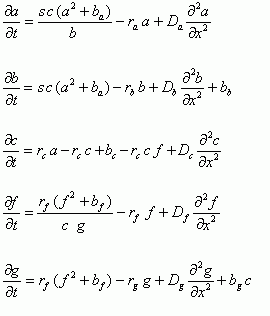 ∂a/∂t = sc(a² + b_a)/b − r_a a + D_a ∂²a/∂x²
∂b/∂t = sc(a² + b_a) − r_b b + D_b ∂²b/∂x² + b_b
∂c/∂t = r_c a − r_c c + b_c − r_c c f + D_c ∂²c/∂x²
∂f/∂t = r_f (f² + b_f)/(c g) − r_f f + D_f ∂²f/∂x²
∂g/∂t = r_f (f² + b_f) − r_g g + D_g ∂²g/∂x² + b_g c